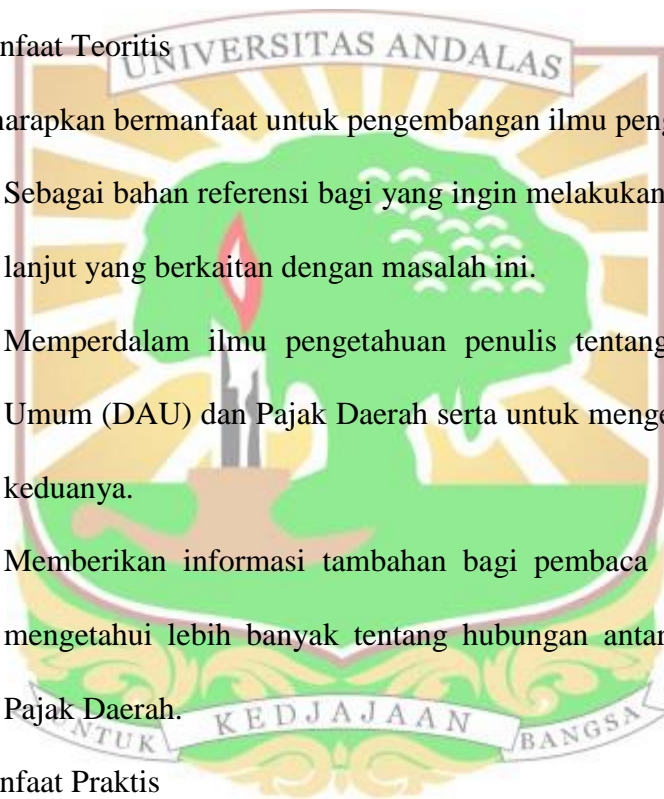 nfaat Teoritis
UNIVERSITAS ANDALAS
harapkan bermanfaat untuk pengembangan ilmu peng
Sebagai bahan referensi bagi yang ingin melakukan
lanjut yang berkaitan dengan masalah ini.
Memperdalam ilmu pengetahuan penulis tentang
Umum (DAU) dan Pajak Daerah serta untuk menge
keduanya.
Memberikan informasi tambahan bagi pembaca
mengetahui lebih banyak tentang hubungan antar
Pajak Daerah.
UNTUK KEDJAJAAN BANGSA
nfaat Praktis